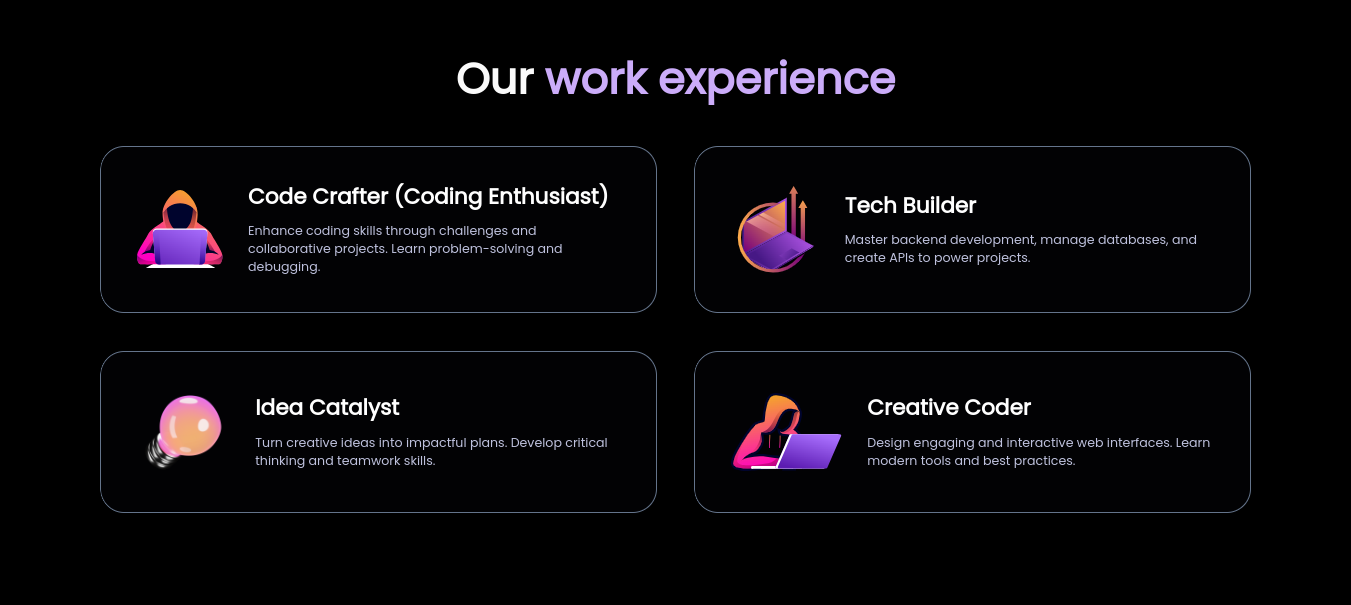 Our work experience
Code Crafter (Coding Enthusiast)
Enhance coding skills through challenges and
collaborative projects. Learn problem-solving and
debugging.
Tech Builder
Master backend development, manage databases, and
create APIs to power projects.
Idea Catalyst
Turn creative ideas into impactful plans. Develop critical
thinking and teamwork skills.
Creative Coder
Design engaging and interactive web interfaces. Learn
modern tools and best practices.